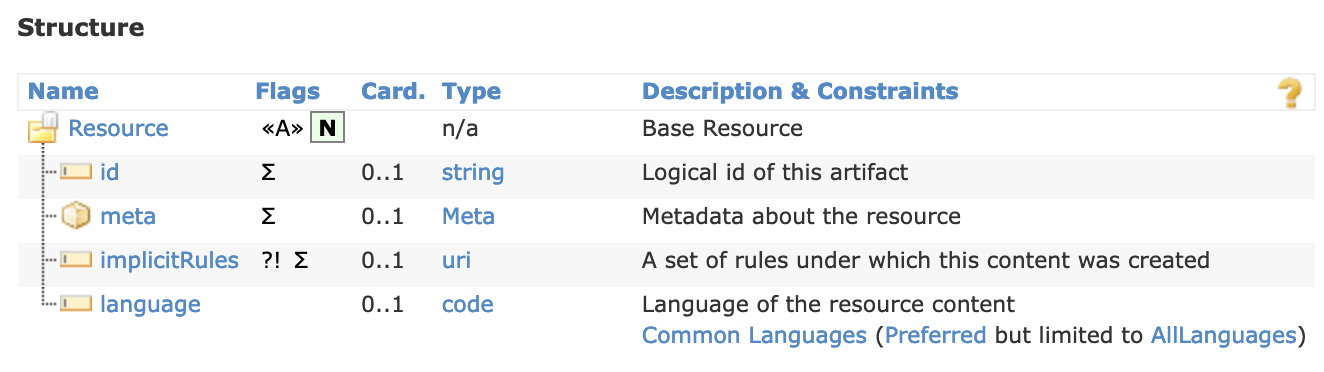 Structure
Name Flags Card. Type Description & Constraints ?
Resource «A» N n/a Base Resource
id Σ 0..1 string Logical id of this artifact
meta Σ 0..1 Meta Metadata about the resource
implicitRules ?! Σ 0..1 uri A set of rules under which this content was created
language 0..1 code Language of the resource content
Common Languages (Preferred but limited to AllLanguages)